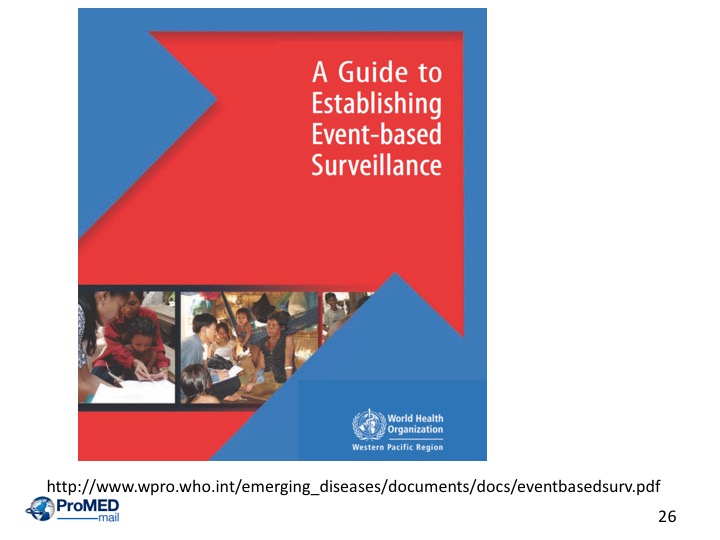 A Guide to
Establishing
Event-based
Surveillance
World Health
Organization
Western Pacific Region
http://www.wpro.who.int/emerging_diseases/documents/docs/eventbasedsurv.pdf
ProMED
mail
26